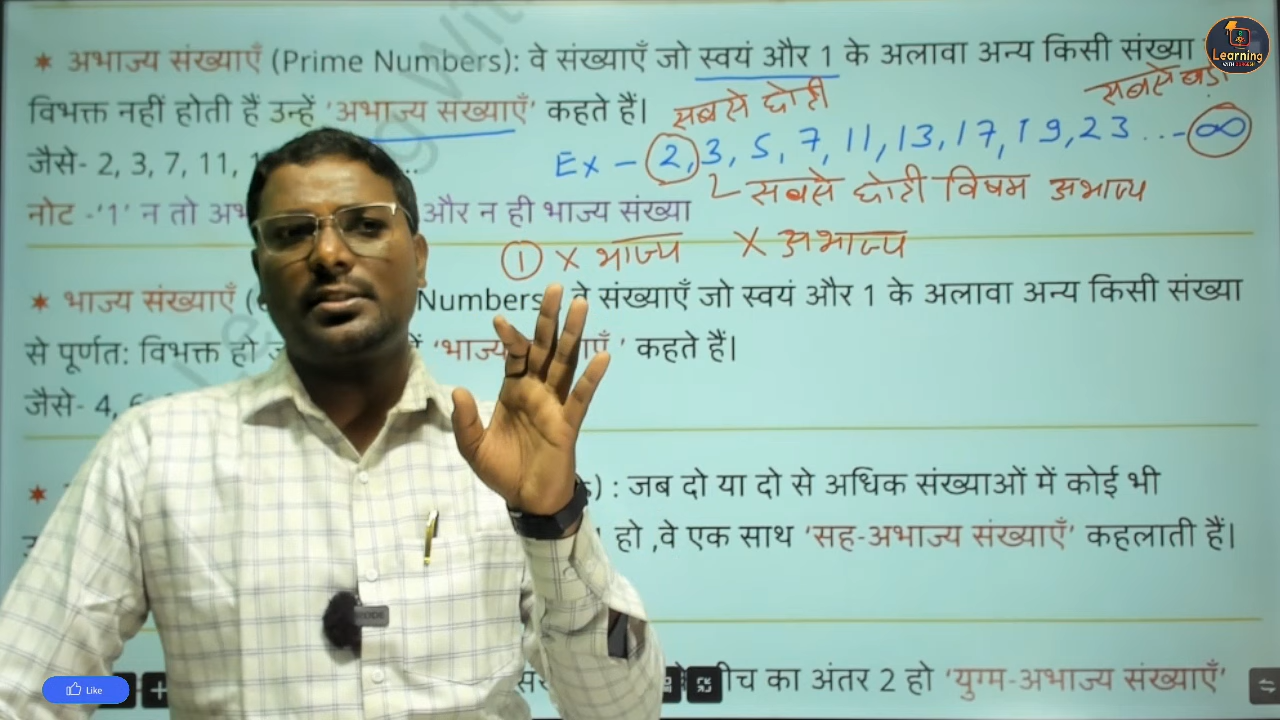 ★ अभाज्य संख्याएँ (Prime Numbers): वे संख्याएँ जो स्वयं और 1 के अलावा अन्य किसी संख्या
Learning
सबसे छोटी
सबसे बड़ी
विभक्त नहीं होती हैं उन्हें 'अभाज्य संख्याएँ' कहते हैं।
जैसे- 2, 3, 7, 11,
Ex - 2, 3, 5, 7, 11, 13, 17, 19, 23 ...- ∞
सबसे छोटी विषम अभाज्य
नोट -'1' न तो और न ही भाज्य संख्या
① × भाज्य × अभाज्य
★ भाज्य संख्याएँ ( Numbers वे संख्याएँ जो स्वयं और 1 के अलावा अन्य किसी संख्या
से पूर्णत: विभक्त हो कहते हैं।
जैसे- 4,
★ ) : जब दो या दो से अधिक संख्याओं में कोई भी
हो ,वे एक साथ 'सह-अभाज्य संख्याएँ' कहलाती हैं।
का अंतर 2 हो 'युग्म-अभाज्य संख्याएँ'
Like